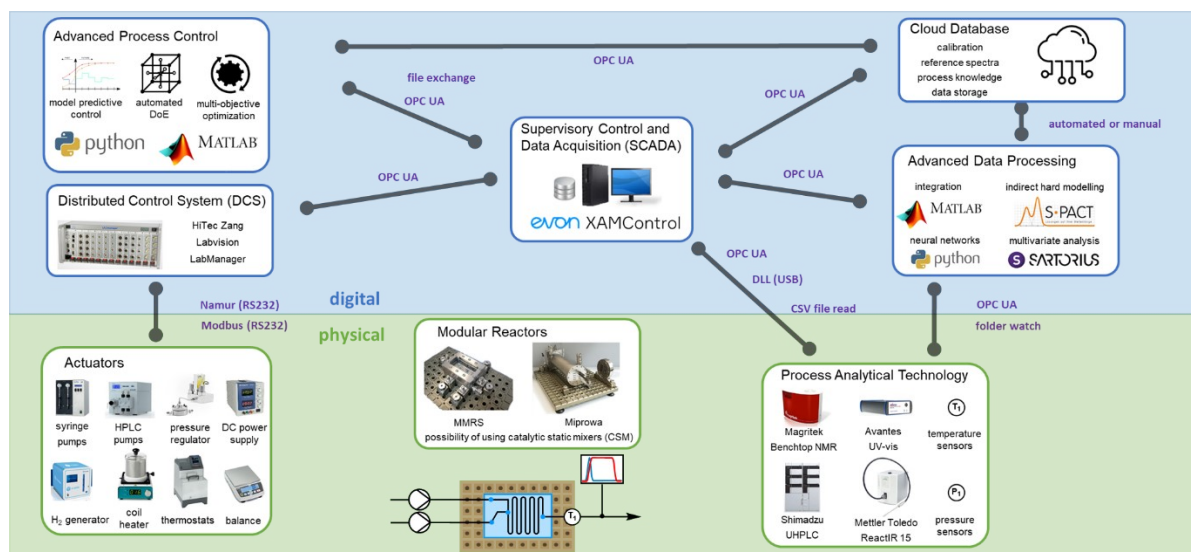 Advanced Process Control
model predictive
control
automated
DoE
multi-objective
optimization
python
MATLAB
Distributed Control System (DCS)
HiTec Zang
Labvision
LabManager
file exchange
OPC UA
OPC UA
OPC UA
Supervisory Control and
Data Acquisition (SCADA)
evon XAMControl
OPC UA
OPC UA
OPC UA
DLL (USB)
CSV file read
Cloud Database
calibration
reference spectra
process knowledge
data storage
automated or manual
Advanced Data Processing
integration
MATLAB
indirect hard modelling
S·PACT
neural networks
python
multivariate analysis
S SARTORIUS
OPC UA
folder watch
Namur (RS232)
Modbus (RS232)
digital
physical
Actuators
syringe
pumps
HPLC
pumps
pressure
regulator
DC power
supply
H2 generator
coil
heater
thermostats
balance
Modular Reactors
MMRS
Miprowa
possibility of using catalytic static mixers (CSM)
T1
Process Analytical Technology
Magritek
Benchtop NMR
Avantes
UV-vis
T1
temperature
sensors
Shimadzu
UHPLC
Mettler Toledo
ReactIR 15
P1
pressure
sensors